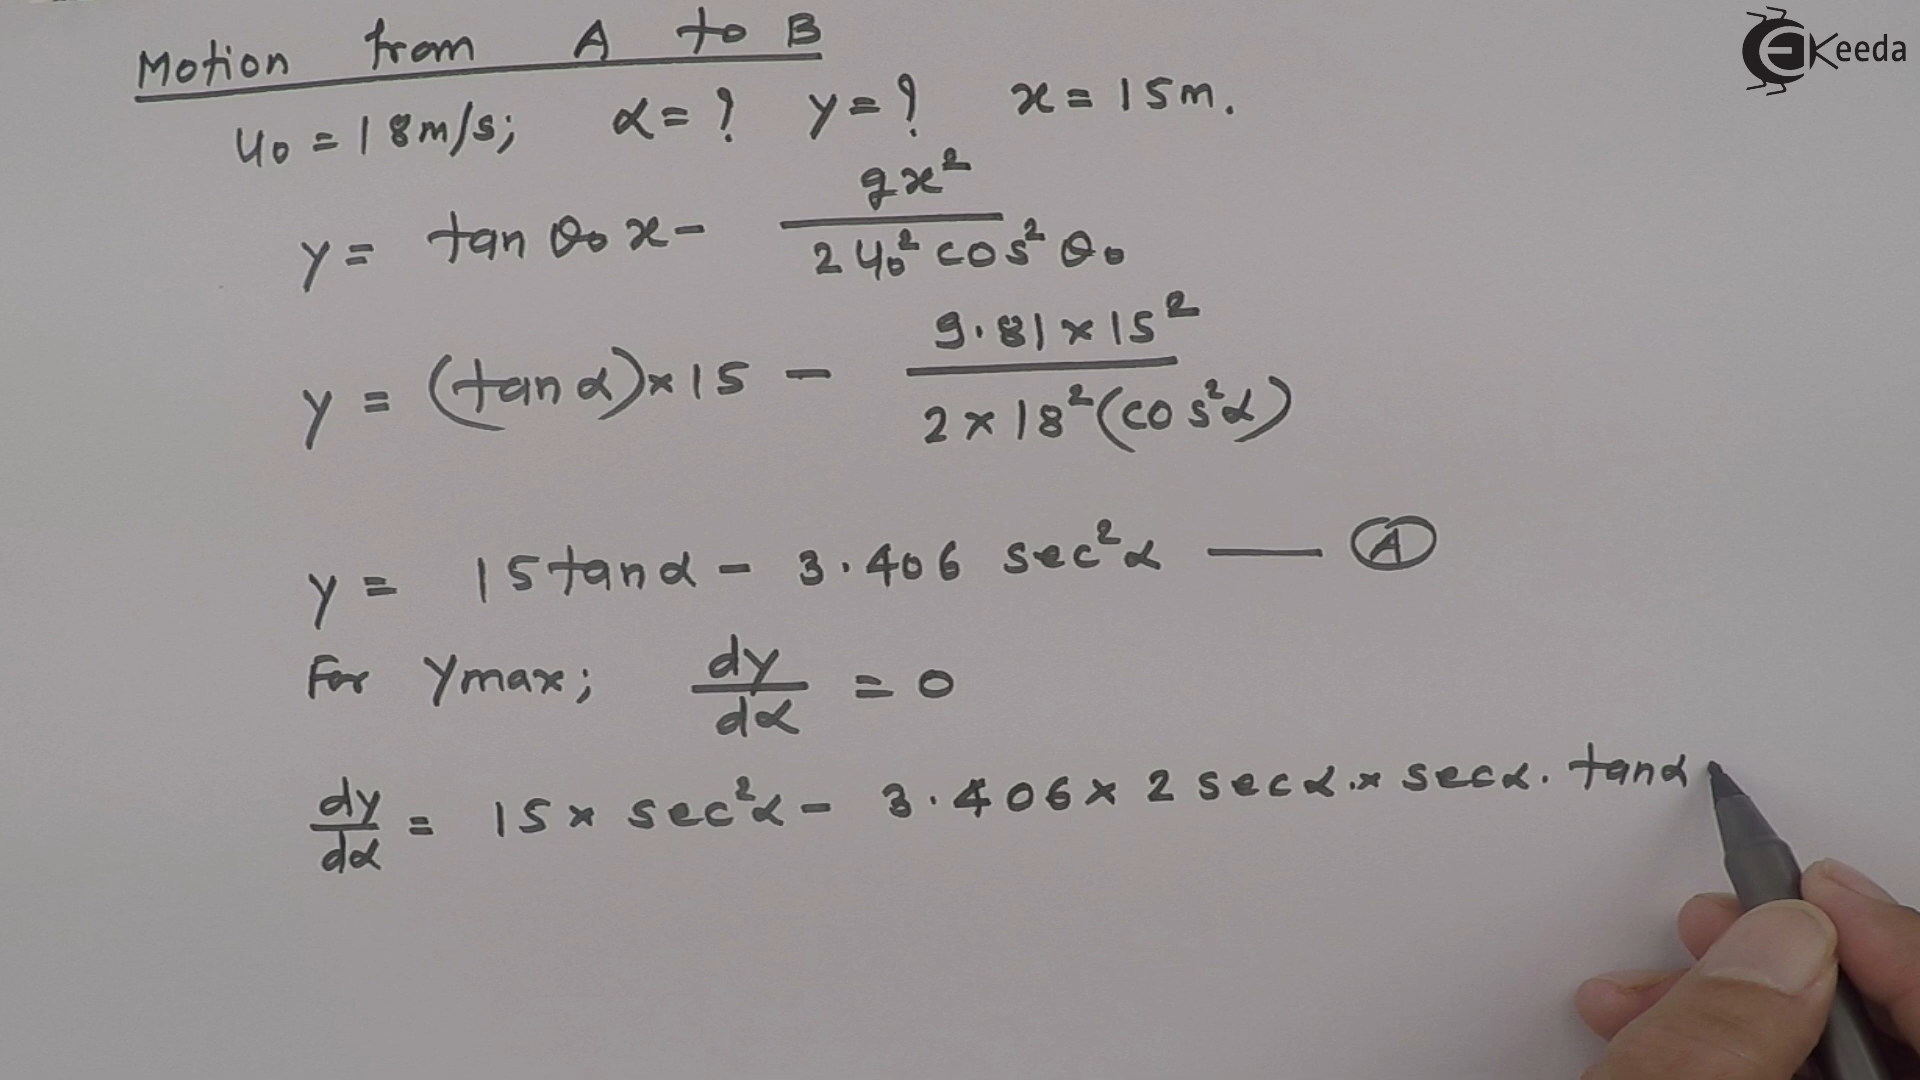 Motion from A to B
EKeeda
u₀ = 18m/s; α = ? y = ? x = 15m.
y = tan θ₀ x - gx² / 2u₀² cos² θ₀
y = (tan α) × 15 - 9.81 × 15² / 2 × 18² (cos² α)
y = 15 tan α - 3.406 sec² α — (A)
For ymax; dy/dα = 0
dy/dα = 15 × sec² α - 3.406 × 2 sec α . × sec α . tan α